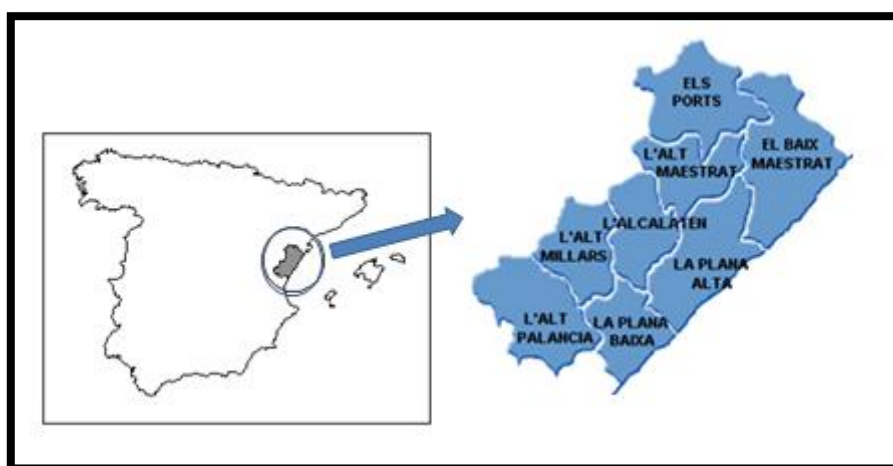 ELS
PORTS
EL BAIX
MAESTRAT
L'ALT
MAESTRAT
L'ALCALATEN
L'ALT
MILLARS
LA PLANA
ALTA
L'ALT
PALANCIA
LA PLANA
BAIXA